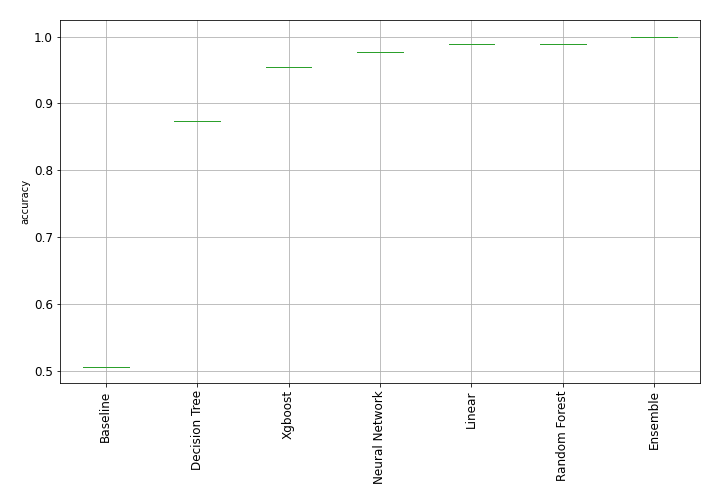 1.0
0.9
0.8
0.7
0.6
0.5
accuracy
Baseline
Decision Tree
Xgboost
Neural Network
Linear
Random Forest
Ensemble